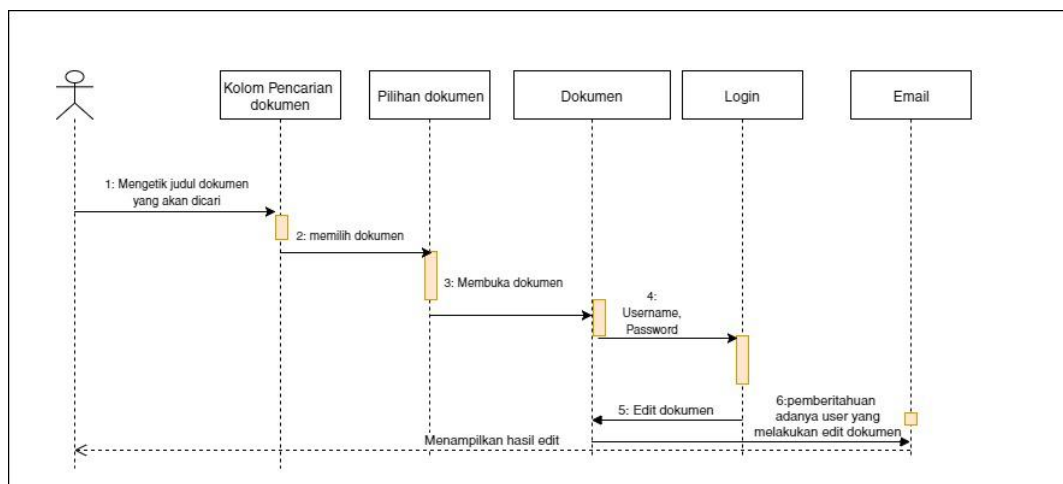 Kolom Pencarian
dokumen
Pilihan dokumen
Dokumen
Login
Email
1: Mengetik judul dokumen
yang akan dicari
2: memilih dokumen
3: Membuka dokumen
4:
Username,
Password
5: Edit dokumen
6:pemberitahuan
adanya user yang
melakukan edit dokumen
Menampilkan hasil edit